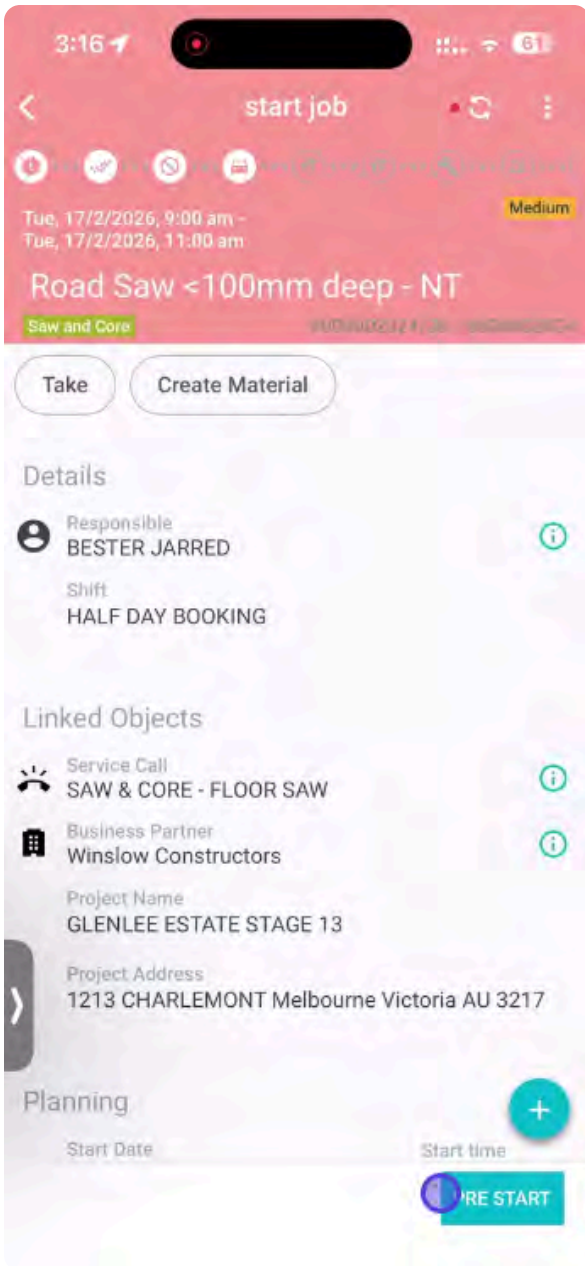 3:16
61
start job
Medium
Tue, 17/2/2026, 9:00 am -
Tue, 17/2/2026, 11:00 am
Road Saw <100mm deep - NT
Saw and Core
Take
Create Material
Details
Responsible
BESTER JARRED
Shift
HALF DAY BOOKING
Linked Objects
Service Call
SAW & CORE - FLOOR SAW
Business Partner
Winslow Constructors
Project Name
GLENLEE ESTATE STAGE 13
Project Address
1213 CHARLEMONT Melbourne Victoria AU 3217
Planning
Start Date
Start time
PRE START